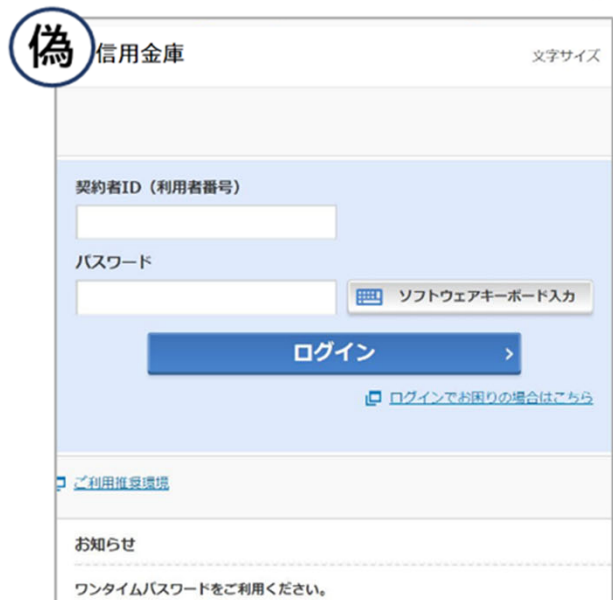 偽
信用金庫
文字サイズ
契約者ID（利用者番号）
パスワード
ソフトウェアキーボード入力
ログイン
ログインでお困りの場合はこちら
ご利用推奨環境
お知らせ
ワンタイムパスワードをご利用ください。